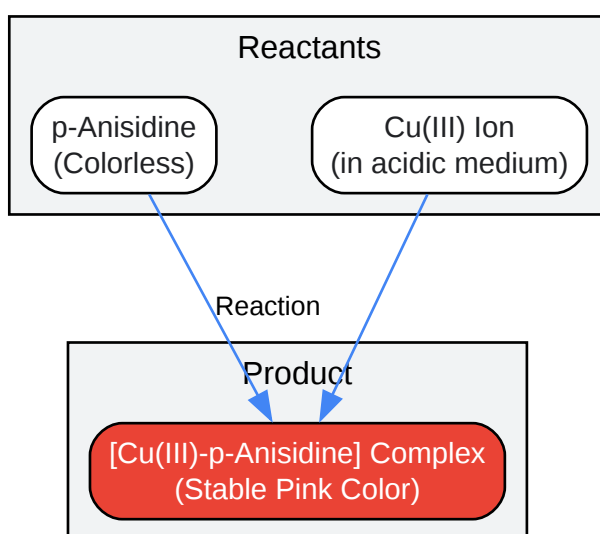 Reactants
p-Anisidine
(Colorless)
Cu(III) Ion
(in acidic medium)
Reaction
Product
[Cu(III)-p-Anisidine] Complex
(Stable Pink Color)